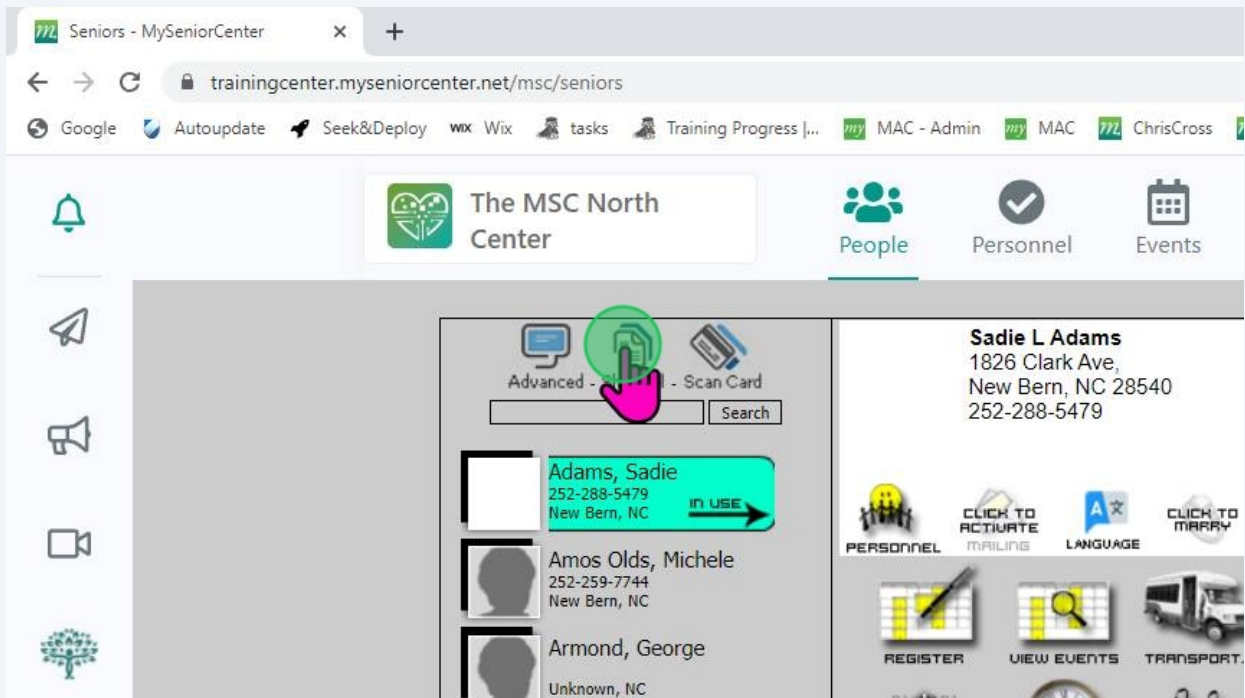 Seniors - MySeniorCenter
trainingcenter.myseniorcenter.net/msc/seniors
Google Autoupdate Seek&Deploy WIX Wix tasks Training Progress |... my MAC - Admin my MAC m ChrisCross
The MSC North
Center
People Personnel Events
Advanced - - Scan Card
Search
Sadie L Adams
1826 Clark Ave,
New Bern, NC 28540
252-288-5479
Adams, Sadie
252-288-5479
New Bern, NC
IN USE
Amos Olds, Michele
252-259-7744
New Bern, NC
Armond, George
Unknown, NC
PERSONNEL
CLICK TO
ACTIVATE
MAILING
LANGUAGE
CLICK TO
MARRY
REGISTER VIEW EVENTS TRANSPORT.